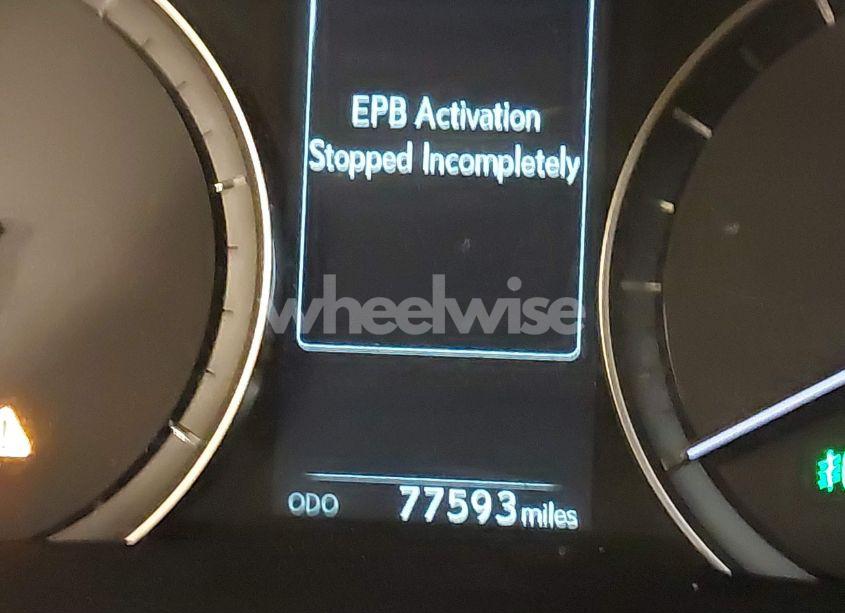 EPB Activation
Stopped Incompletely
wheelwise
ODO 77593 miles